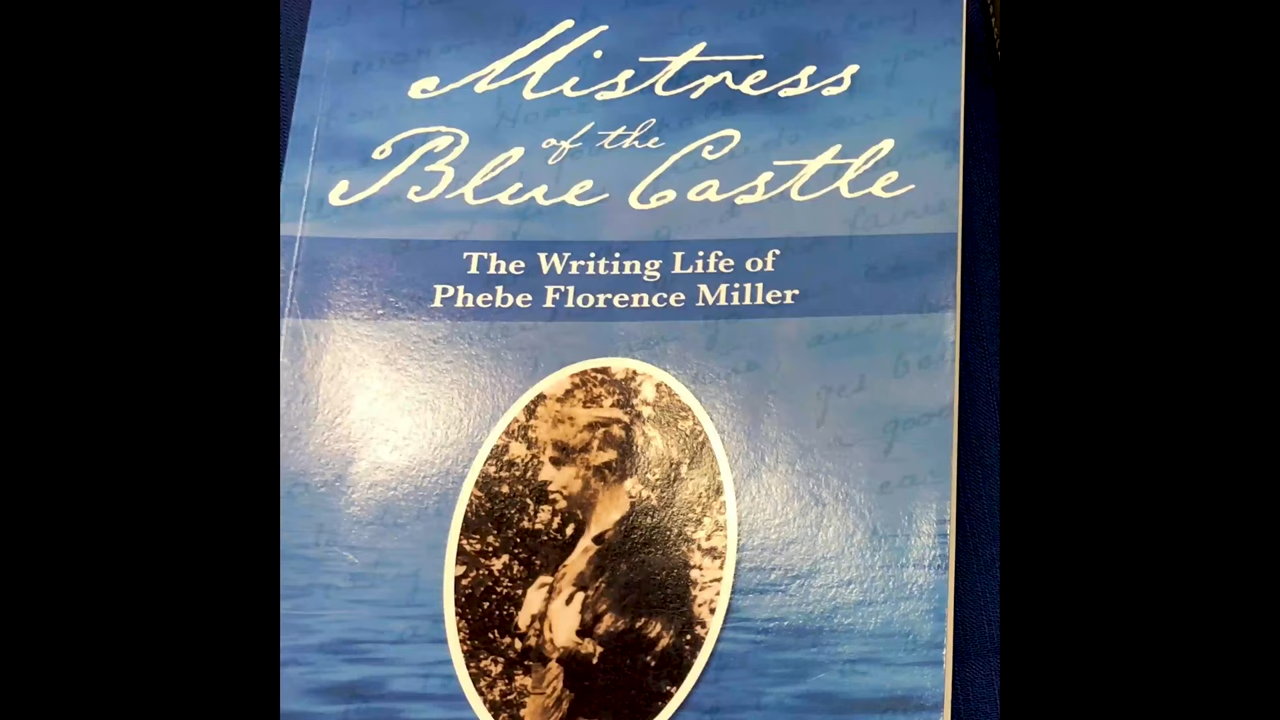 Mistress
of the
Blue Castle
The Writing Life of
Phebe Florence Miller